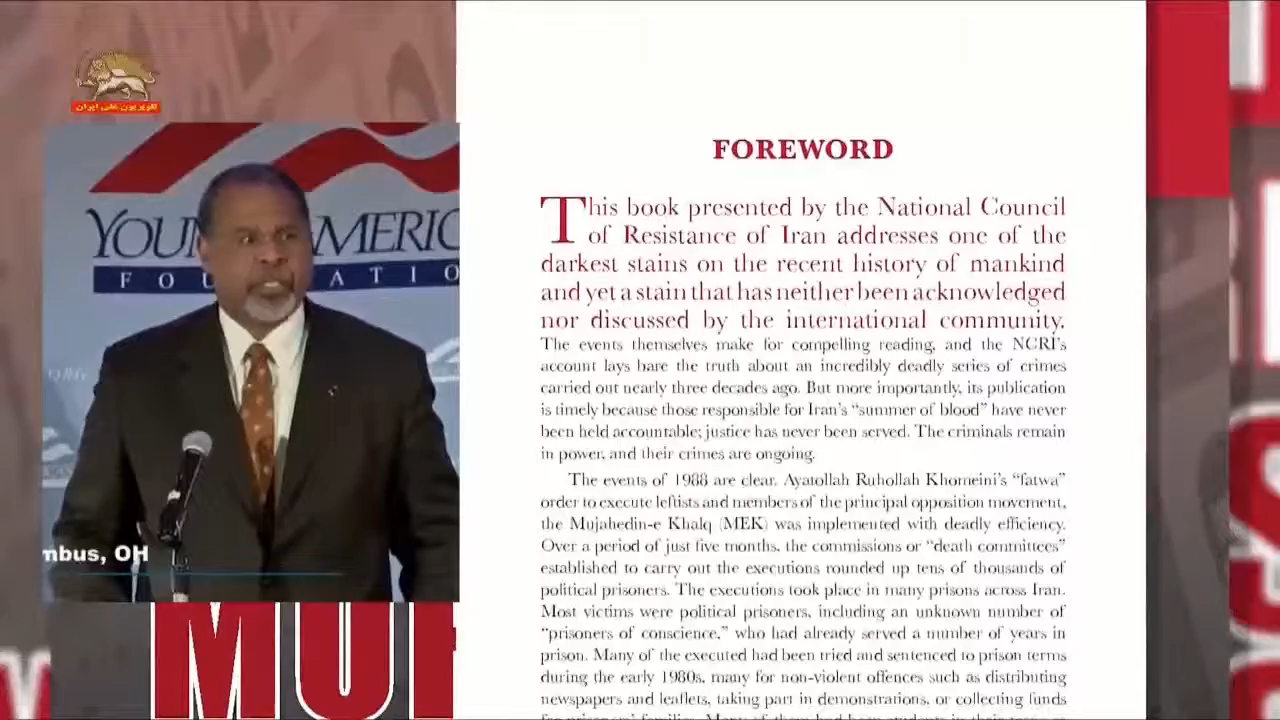 تلویزیون ملی ایران
YOUN AMERIC
FOU ATIO
mbus, OH
MUR
FOREWORD
This book presented by the National Council
of Resistance of Iran addresses one of the
darkest stains on the recent history of mankind
and yet a stain that has neither been acknowledged
nor discussed by the international community.
The events themselves make for compelling reading, and the NCRI's
account lays bare the truth about an incredibly deadly series of crimes
carried out nearly three decades ago. But more importantly, its publication
is timely because those responsible for Iran's "summer of blood" have never
been held accountable; justice has never been served. The criminals remain
in power, and their crimes are ongoing.
The events of 1988 are clear. Ayatollah Ruhollah Khomeini's "fatwa"
order to execute leftists and members of the principal opposition movement,
the Mujahedin-e Khalq (MEK) was implemented with deadly efficiency.
Over a period of just five months, the commissions or "death committees"
established to carry out the executions rounded up tens of thousands of
political prisoners. The executions took place in many prisons across Iran.
Most victims were political prisoners, including an unknown number of
"prisoners of conscience," who had already served a number of years in
prison. Many of the executed had been tried and sentenced to prison terms
during the early 1980s, many for non-violent offences such as distributing
newspapers and leaflets, taking part in demonstrations, or collecting funds